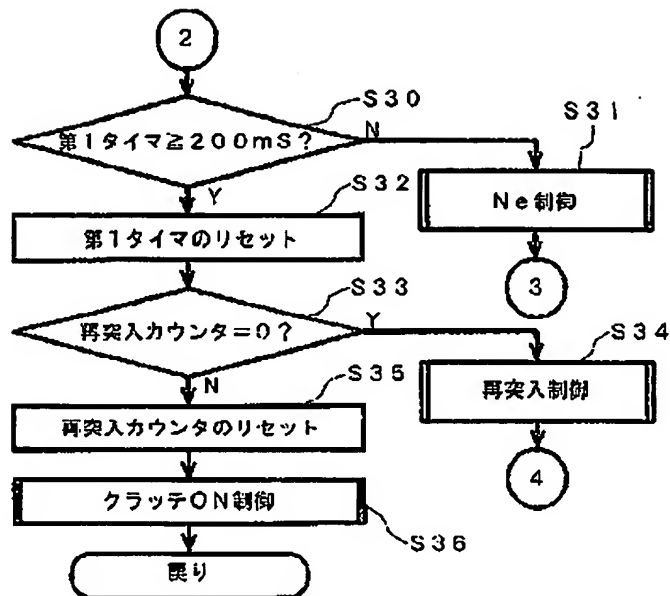 2
S30
第1タイマ≧200mS?
N
S31
Ne制御
3
Y
S32
第1タイマのリセット
S33
再突入カウンタ=0?
Y
S34
再突入制御
4
N
S35
再突入カウンタのリセット
クラッチON制御
S36
戻り